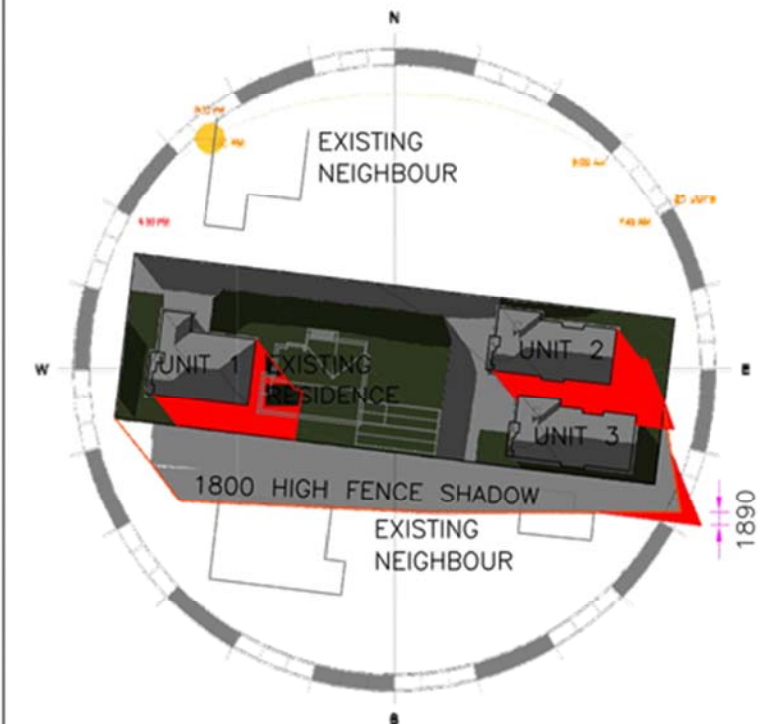 N
EXISTING
NEIGHBOUR
W
UNIT 1
EXISTING
RESIDENCE
UNIT 2
UNIT 3
1800 HIGH FENCE SHADOW
1890
EXISTING
NEIGHBOUR